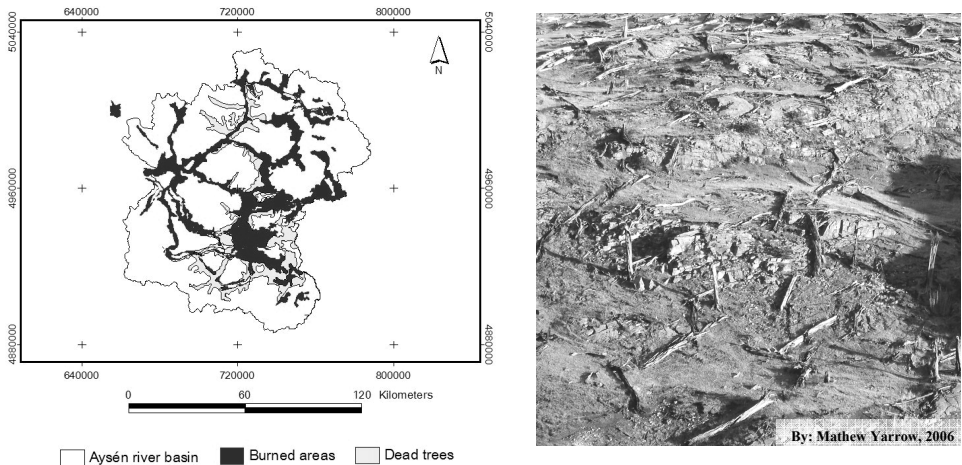 640000 720000 800000
5040000 5040000
N
4960000 4960000
4880000 4880000
640000 720000 800000
0 60 120 Kilometers
Aysén river basin Burned areas Dead trees
By: Mathew Yarrow, 2006